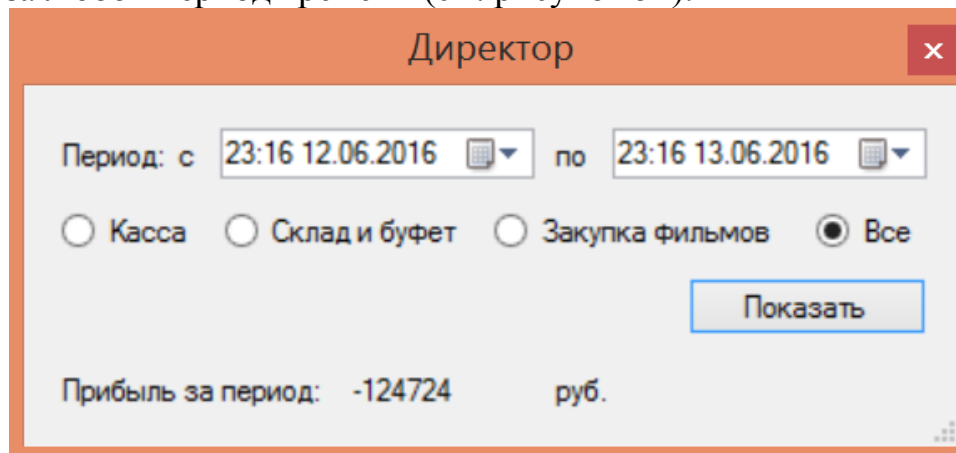 Директор
Период: с 23:16 12.06.2016 по 23:16 13.06.2016
Касса Склад и буфет Закупка фильмов Все
Показать
Прибыль за период: -124724 руб.